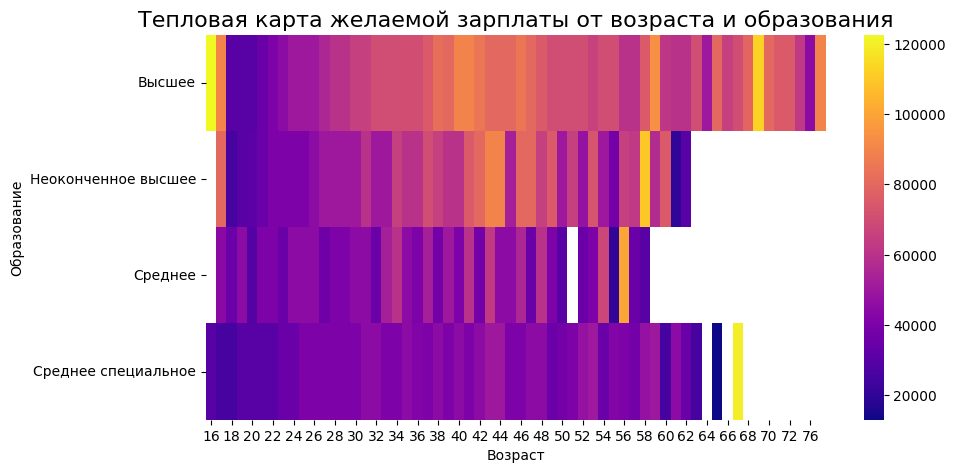 Тепловая карта желаемой зарплаты от возраста и образования
Образование
Высшее
Неоконченное высшее
Среднее
Среднее специальное
16 18 20 22 24 26 28 30 32 34 36 38 40 42 44 46 48 50 52 54 56 58 60 62 64 66 68 70 72 76
Возраст
120000
100000
80000
60000
40000
20000